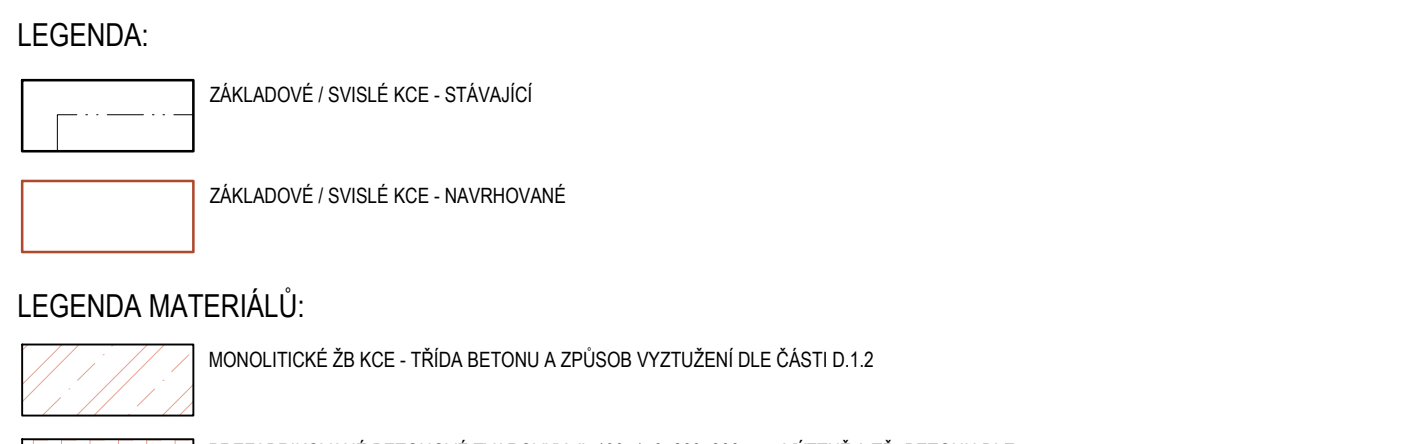 LEGENDA:
ZÁKLADOVÉ / SVISLÉ KCE - STÁVAJÍCÍ
ZÁKLADOVÉ / SVISLÉ KCE - NAVRHOVANÉ
LEGENDA MATERIÁLŮ:
MONOLITICKÉ ŽB KCE - TŘÍDA BETONU A ZPŮSOB VYZTUŽENÍ DLE ČÁSTI D.1.2